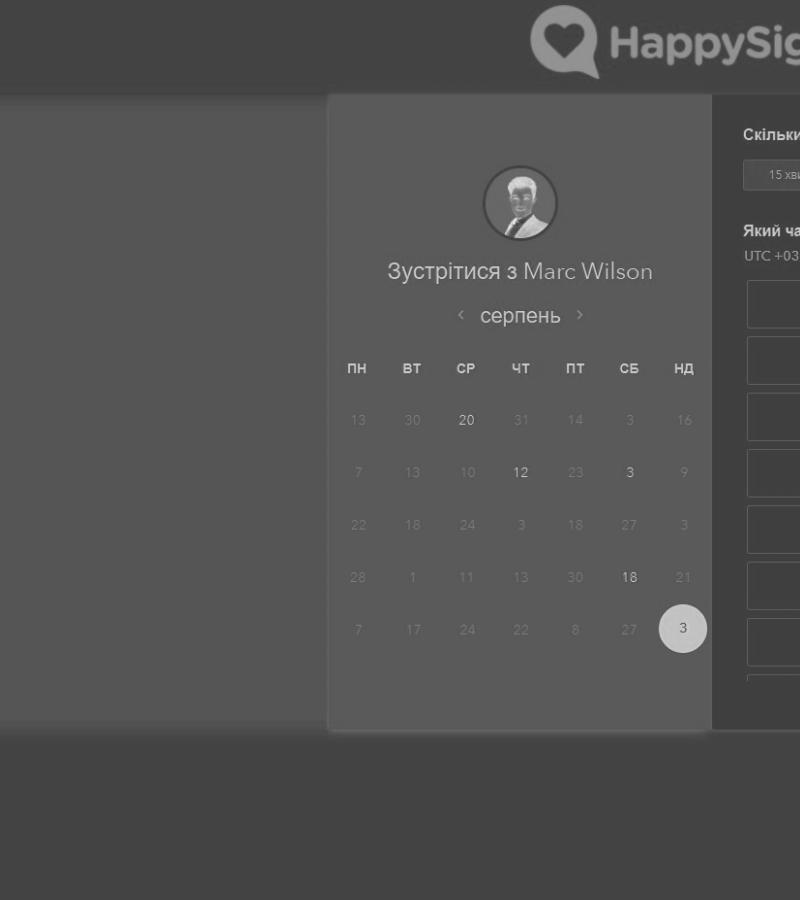 HappySig
Зустрітися з Marc Wilson
‹ серпень ›
ПН ВТ СР ЧТ ПТ СБ НД
13 30 20 31 14 3 16
7 13 10 12 23 3 9
22 18 24 3 18 27 3
28 1 11 13 30 18 21
7 17 24 22 8 27 3
Скільки
15 хви
Який ча
UTC +03